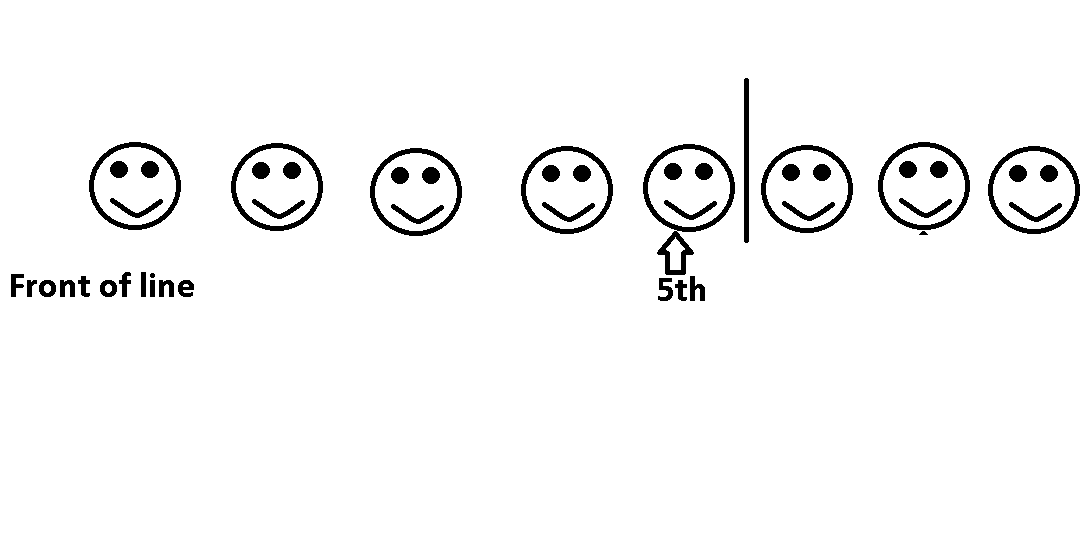 Front of line
5th